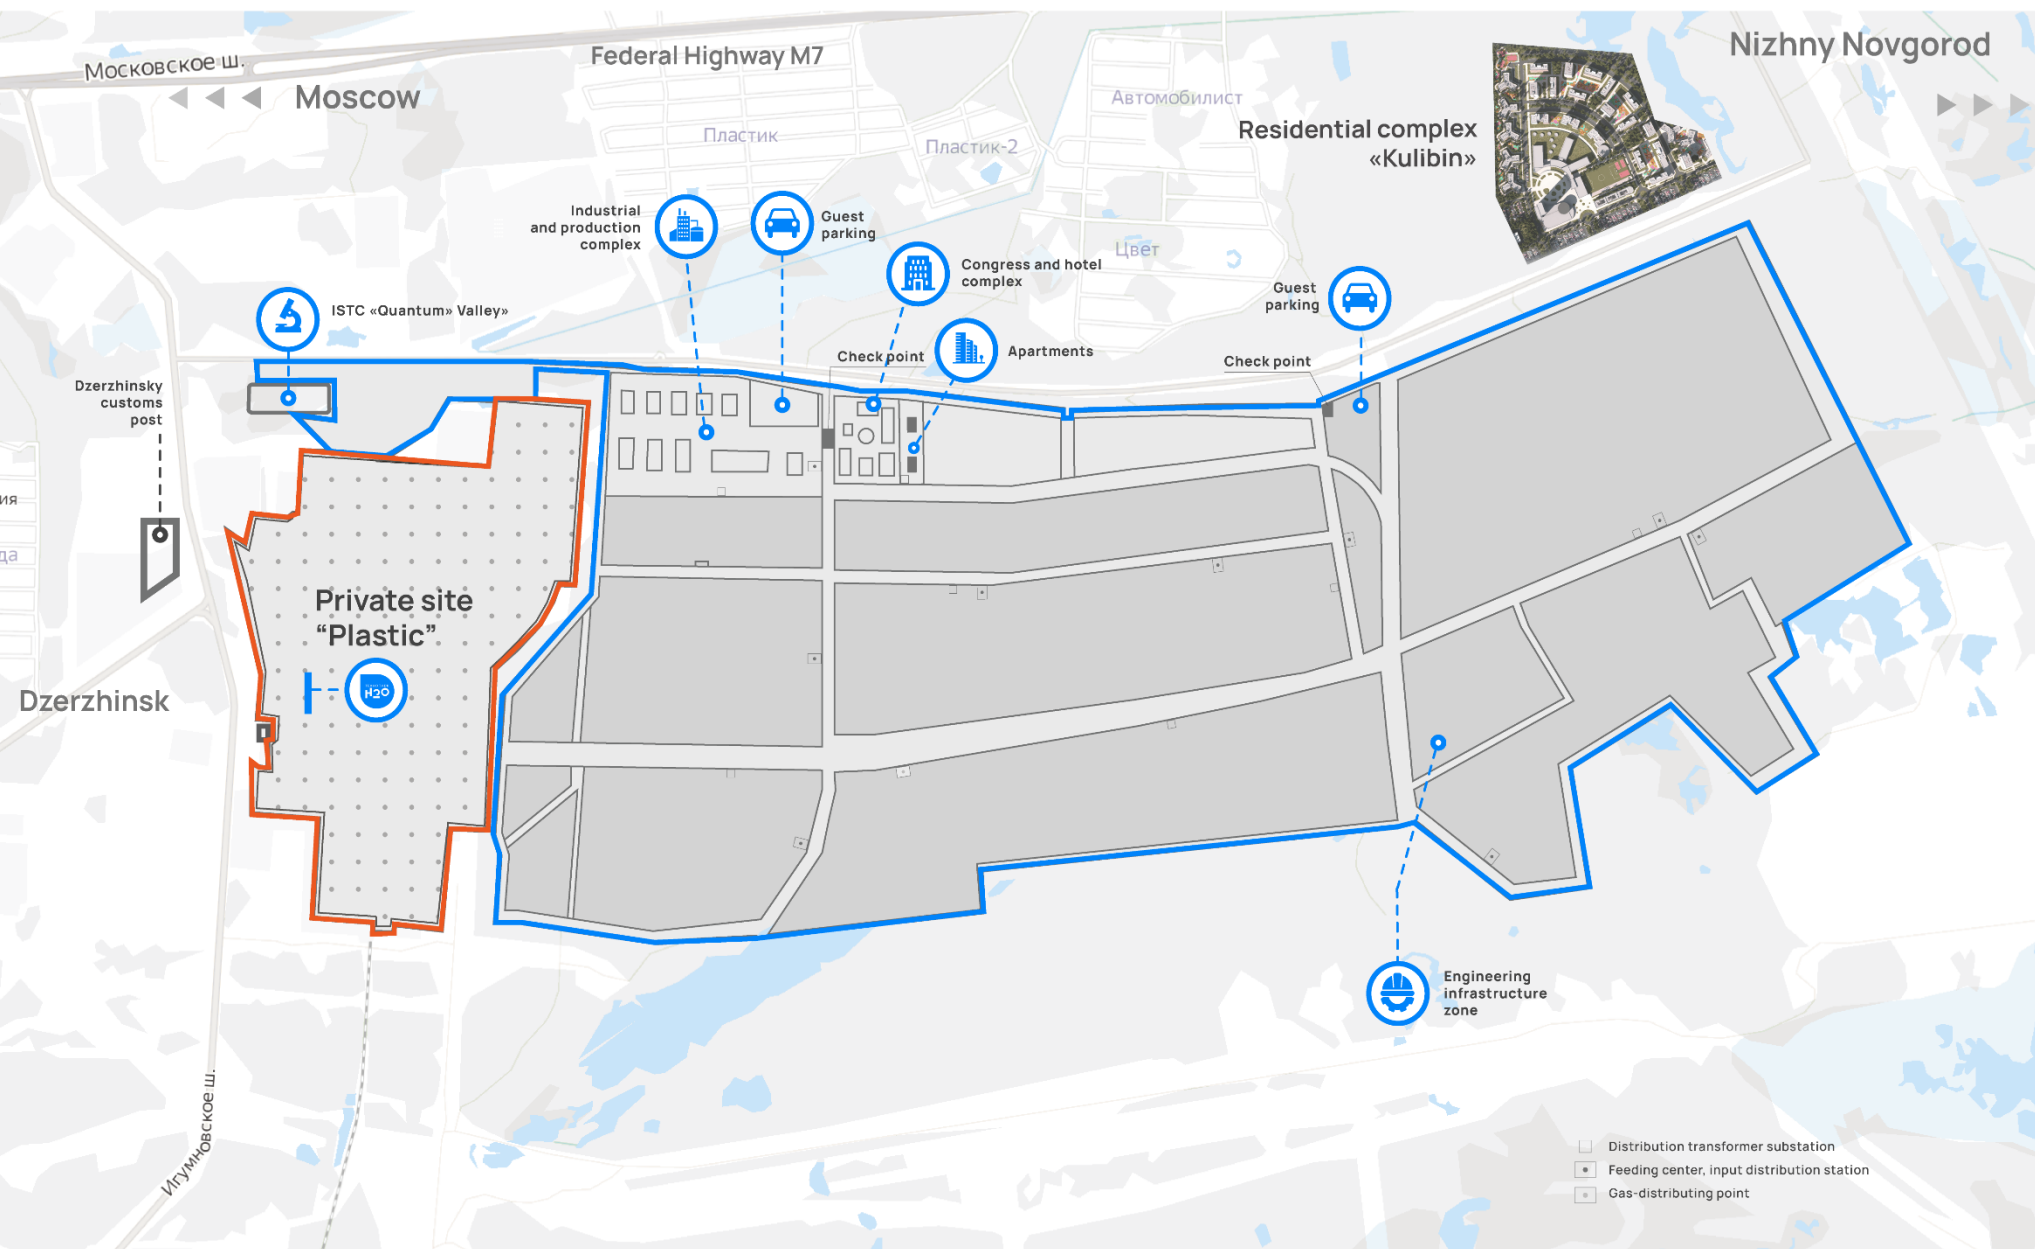 Federal Highway M7
Nizhny Novgorod
Московское ш.
Moscow
Автомобилист
Пластик
Пластик-2
Residential complex
«Kulibin»
Industrial
and production
complex
Guest
parking
Цвет
Congress and hotel
complex
Guest
parking
ISTC «Quantum» Valley»
Check point
Apartments
Check point
Dzerzhinsky
customs
post
ия
да
Private site
“Plastic”
H2O
Dzerzhinsk
Engineering
infrastructure
zone
Игумновское ш.
Distribution transformer substation
Feeding center, input distribution station
Gas-distributing point